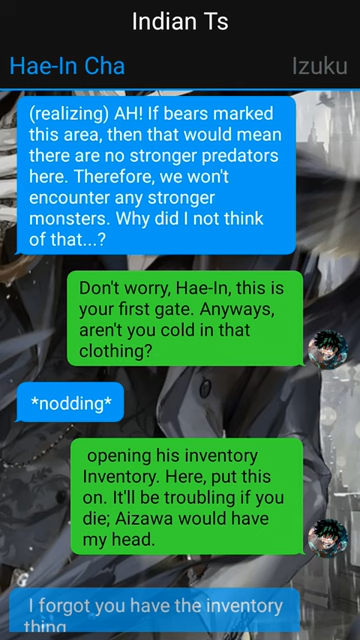 Indian Ts
Hae-In Cha
Izuku
(realizing) AH! If bears marked
this area, then that would mean
there are no stronger predators
here. Therefore, we won't
encounter any stronger
monsters. Why did I not think
of that...?
Don't worry, Hae-In, this is
your first gate. Anyways,
aren't you cold in that
clothing?
*nodding*
opening his inventory
Inventory. Here, put this
on. It'll be troubling if you
die; Aizawa would have
my head.
I forgot you have the inventory
thing